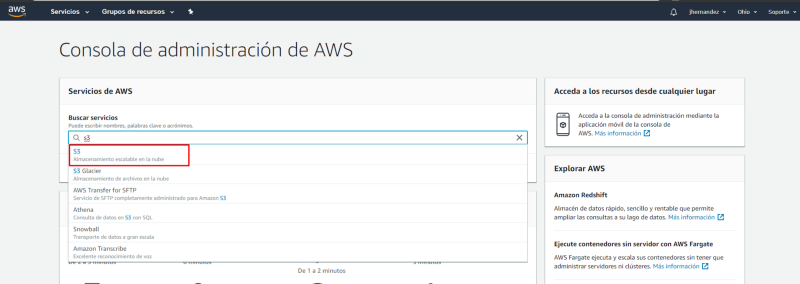 aws
Servicios
Grupos de recursos
jhernandez
Ohio
Soporte
Consola de administración de AWS
Servicios de AWS
Buscar servicios
Puede escribir nombres, palabras clave o acrónimos.
s3
S3
Almacenamiento escalable en la nube
S3 Glacier
Almacenamiento de archivo en la nube
AWS Transfer for SFTP
Servicio de SFTP completamente administrado para Amazon S3
Athena
Consulta de datos en S3 con SQL
Snowball
Transporte de datos a gran escala
Amazon Transcribe
Excelente reconocimiento de voz
De 1 a 2 minutos
Acceda a los recursos desde cualquier lugar
Acceda a la consola de administración mediante la
aplicación móvil de la consola de
AWS. Más información
Explorar AWS
Amazon Redshift
Almacén de datos rápido, sencillo y rentable que permite
ampliar las consultas a su lago de datos. Más información
Ejecute contenedores sin servidor con AWS Fargate
AWS Fargate ejecuta y escala sus contenedores sin tener que
administrar servidores ni clústeres. Más información